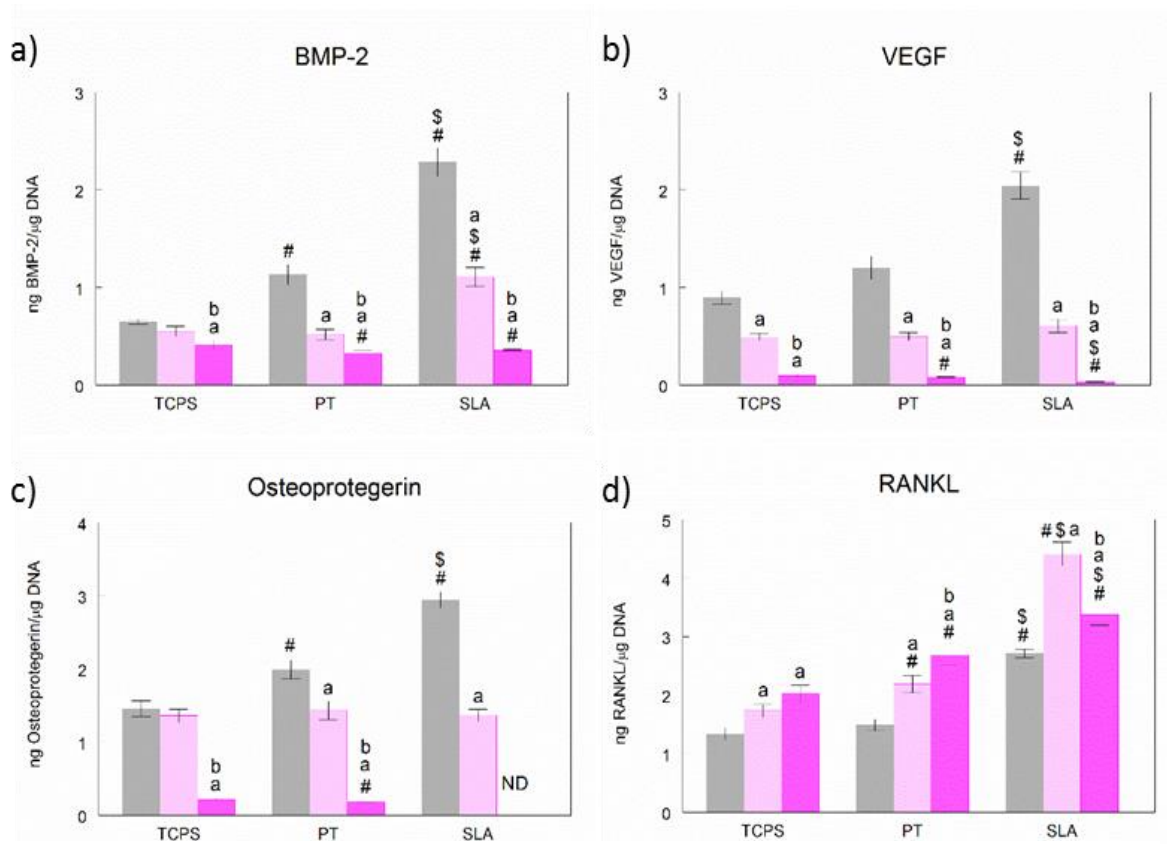 a)
BMP-2
ng BMP-2/µg DNA
3
2
1
0
b
a
#
a
b
a
#
$
#
a
$
#
b
a
#
TCPS PT SLA
b)
VEGF
ng VEGF/µg DNA
3
2
1
0
a
b
a
a
b
a
#
$
#
a
b
a
$
#
TCPS PT SLA
c)
Osteoprotegerin
ng Osteoprotegerin/µg DNA
4
3
2
1
0
b
a
#
a
b
a
#
$
#
a
ND
TCPS PT SLA
d)
RANKL
ng RANKL/µg DNA
5
4
3
2
1
0
a
a
a
#
b
a
#
$
#
#$a
b
a
$
#
TCPS PT SLA